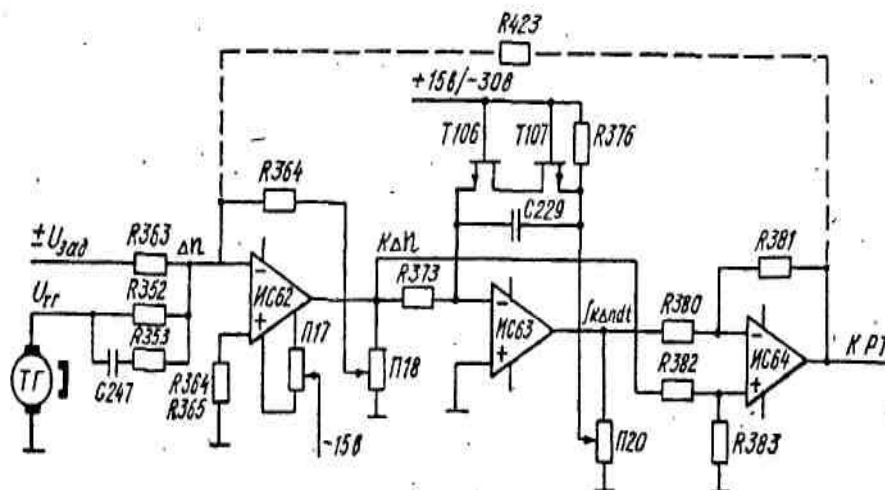 R423
+15в/-30в
T106
T107
R376
R364
C229
± Uзад
R363
Δn
KΔn
R373
R381
Uтг
R352
R353
C247
ИС62
П17
П18
ИС63
∫KΔndt
R380
R382
ИС64
К РТ
ТГ
R364
R365
-15в
П20
R383